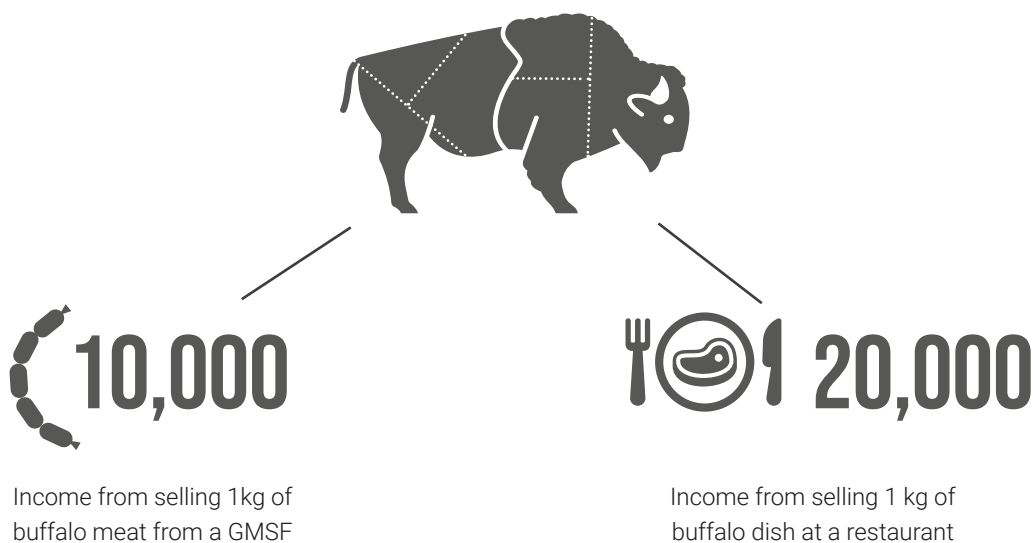 10,000
20,000
Income from selling 1kg of
buffalo meat from a GMSF
Income from selling 1 kg of
buffalo dish at a restaurant